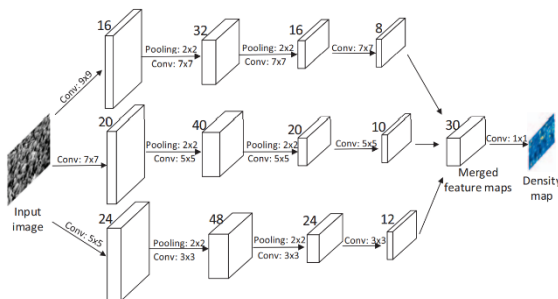 16
32
16
8
Conv: 9x9
Pooling: 2x2
Conv: 7x7
Pooling: 2x2
Conv: 7x7
Conv: 7x7
20
40
20
10
30
Conv: 7x7
Pooling: 2x2
Conv: 5x5
Pooling: 2x2
Conv: 5x5
Conv: 5x5
Conv: 1x1
Input
image
Merged
feature maps
Density
map
24
48
24
12
Conv: 5x5
Pooling: 2x2
Conv: 3x3
Pooling: 2x2
Conv: 3x3
Conv: 3x3